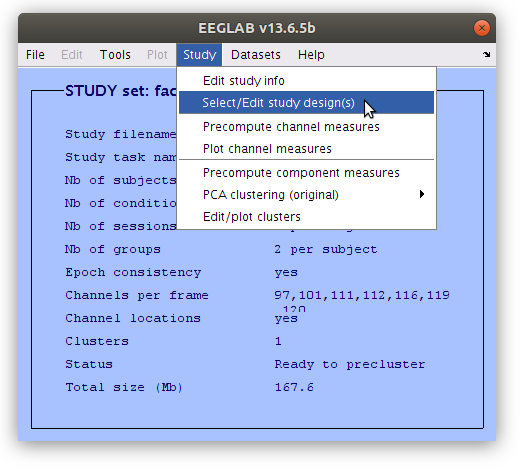 EEGLAB v13.6.5b
File Edit Tools Plot Study Datasets Help
STUDY set: fac
Edit study info
Select/Edit study design(s)
Precompute channel measures
Plot channel measures
Precompute component measures
PCA clustering (original)
Edit/plot clusters
Study filename
Study task nam
Nb of subjects
Nb of conditio
Nb of sessions
Nb of groups 2 per subject
Epoch consistency yes
Channels per frame 97,101,111,112,116,119
120
Channel locations yes
Clusters 1
Status Ready to precluster
Total size (Mb) 167.6